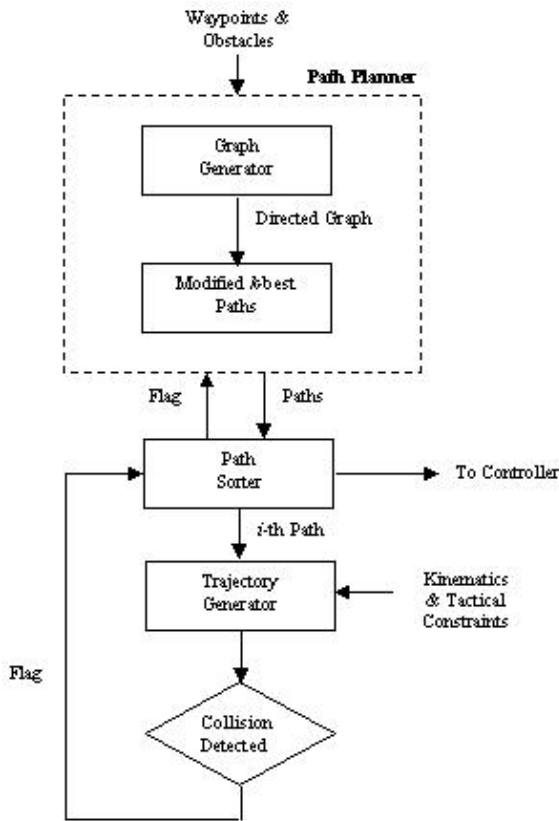 Waypoints &
Obstacles
Path Planner
Graph
Generator
Directed Graph
Modified k-best
Paths
Flag
Paths
Path
Sorter
To Controller
i-th Path
Trajectory
Generator
Kinematics
& Tactical
Constraints
Flag
Collision
Detected